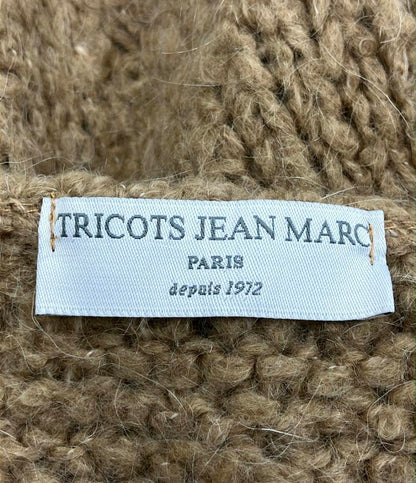 TRICOTS JEAN MARC
PARIS
depuis 1972